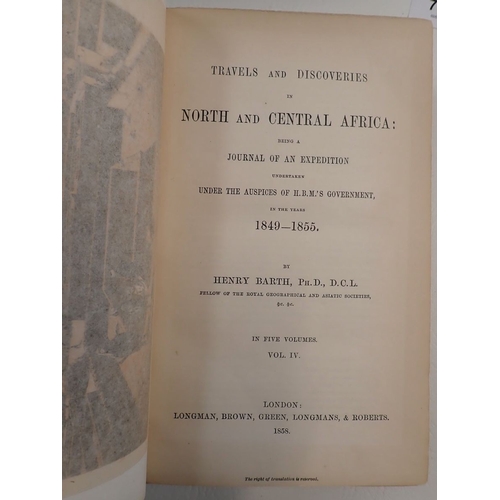 TRAVELS AND DISCOVERIES
IN
NORTH AND CENTRAL AFRICA:
BEING A
JOURNAL OF AN EXPEDITION
UNDERTAKEN
UNDER THE AUSPICES OF H.B.M.'S GOVERNMENT,
IN THE YEARS
1849—1855.
BY
HENRY BARTH, PH.D., D.C.L.
FELLOW OF THE ROYAL GEOGRAPHICAL AND ASIATIC SOCIETIES,
&c. &c.
IN FIVE VOLUMES.
VOL. IV.
LONDON:
LONGMAN, BROWN, GREEN, LONGMANS, & ROBERTS.
1858.
The right of translation is reserved.